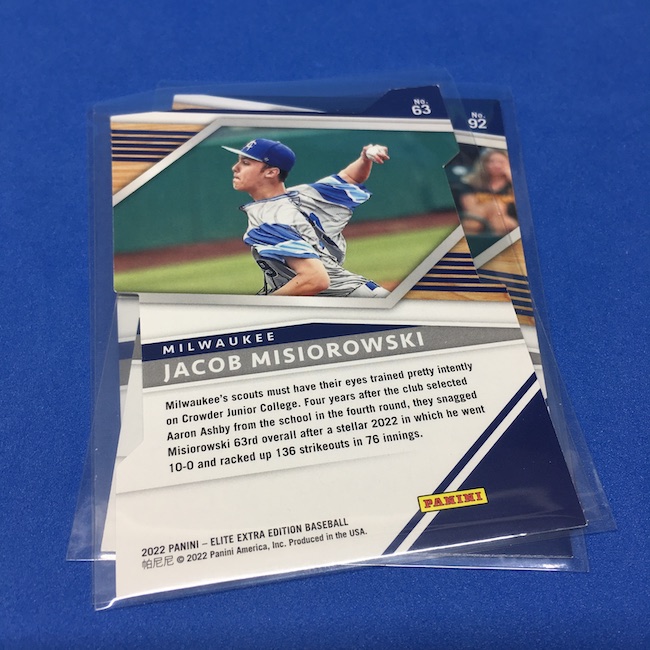 No.
63
No.
92
MILWAUKEE
JACOB MISIOROWSKI
Milwaukee's scouts must have their eyes trained pretty intently
on Crowder Junior College. Four years after the club selected
Aaron Ashby from the school in the fourth round, they snagged
Misiorowski 63rd overall after a stellar 2022 in which he went
10-0 and racked up 136 strikeouts in 76 innings.
PANINI
2022 PANINI – ELITE EXTRA EDITION BASEBALL
帕尼尼 © 2022 Panini America, Inc. Produced in the USA.